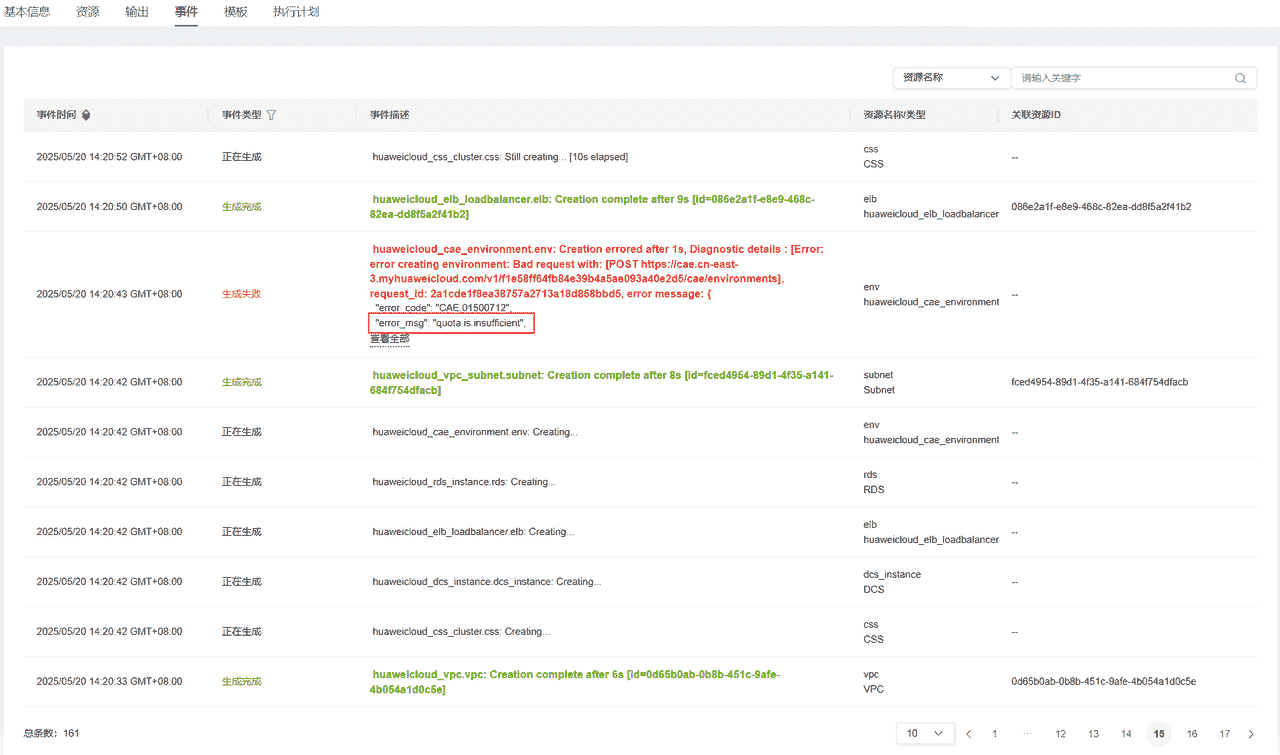 基本信息 资源 输出 事件 模板 执行计划
资源名称 请输入关键字
事件时间 事件类型 事件描述 资源名称/类型 关联资源ID
2025/05/20 14:20:52 GMT+08:00 正在生成 huaweicloud_css_cluster.css: Still creating... [10s elapsed] css
CSS --
2025/05/20 14:20:50 GMT+08:00 生成完成 huaweicloud_elb_loadbalancer.elb: Creation complete after 9s [id=086e2a1f-e8e9-468c-
82ea-dd8f5a2f41b2] elb
huaweicloud_elb_loadbalancer 086e2a1f-e8e9-468c-82ea-dd8f5a2f41b2
2025/05/20 14:20:43 GMT+08:00 生成失败 huaweicloud_cae_environment.env: Creation errored after 1s, Diagnostic details : [Error:
error creating environment: Bad request with: [POST https://cae.cn-east-
3.myhuaweicloud.com/v1/f1e58ff64fb84e39b4a5ae093a40e2d5/cae/environments],
request_id: 2a1cde1f8ea38757a2713a18d858bbd5, error message: {
"error_code": "CAE.01500712",
"error_msg": "quota is insufficient",
查看全部
env
huaweicloud_cae_environment --
2025/05/20 14:20:42 GMT+08:00 生成完成 huaweicloud_vpc_subnet.subnet: Creation complete after 8s [id=fced4954-89d1-4f35-a141-
684f754dfacb] subnet
Subnet fced4954-89d1-4f35-a141-684f754dfacb
2025/05/20 14:20:42 GMT+08:00 正在生成 huaweicloud_cae_environment.env: Creating... env
huaweicloud_cae_environment --
2025/05/20 14:20:42 GMT+08:00 正在生成 huaweicloud_rds_instance.rds: Creating... rds
RDS --
2025/05/20 14:20:42 GMT+08:00 正在生成 huaweicloud_elb_loadbalancer.elb: Creating... elb
huaweicloud_elb_loadbalancer --
2025/05/20 14:20:42 GMT+08:00 正在生成 huaweicloud_dcs_instance.dcs_instance: Creating... dcs_instance
DCS --
2025/05/20 14:20:42 GMT+08:00 正在生成 huaweicloud_css_cluster.css: Creating... css
CSS --
2025/05/20 14:20:33 GMT+08:00 生成完成 huaweicloud_vpc.vpc: Creation complete after 6s [id=0d65b0ab-0b8b-451c-9afe-
4b054a1d0c5e] vpc
VPC 0d65b0ab-0b8b-451c-9afe-4b054a1d0c5e
总条数：161 10 1 ... 12 13 14 15 16 17